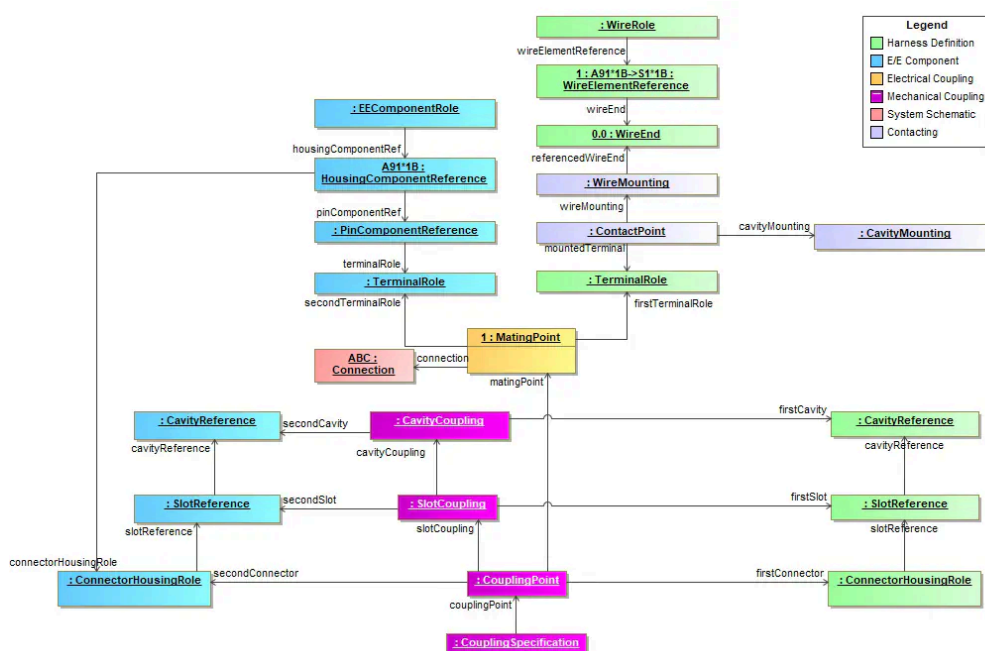 : WireRole
wireElementReference
1 : A91*1B->S1*1B :
WireElementReference
wireEnd
0.0 : WireEnd
referencedWireEnd
: WireMounting
wireMounting
: ContactPoint
mountedTerminal
cavityMounting
: CavityMounting
: TerminalRole
firstTerminalRole
Legend
Harness Definition
E/E Component
Electrical Coupling
Mechanical Coupling
System Schematic
Contacting
: EEComponentRole
housingComponentRef
A91*1B :
HousingComponentReference
pinComponentRef
: PinComponentReference
terminalRole
: TerminalRole
secondTerminalRole
1 : MatingPoint
matingPoint
connection
ABC :
Connection
: CavityReference
cavityReference
secondCavity
: CavityCoupling
cavityCoupling
firstCavity
: CavityReference
cavityReference
: SlotReference
slotReference
secondSlot
: SlotCoupling
slotCoupling
firstSlot
: SlotReference
slotReference
connectorHousingRole
: ConnectorHousingRole
secondConnector
: CouplingPoint
couplingPoint
firstConnector
: ConnectorHousingRole
: CouplingSpecification